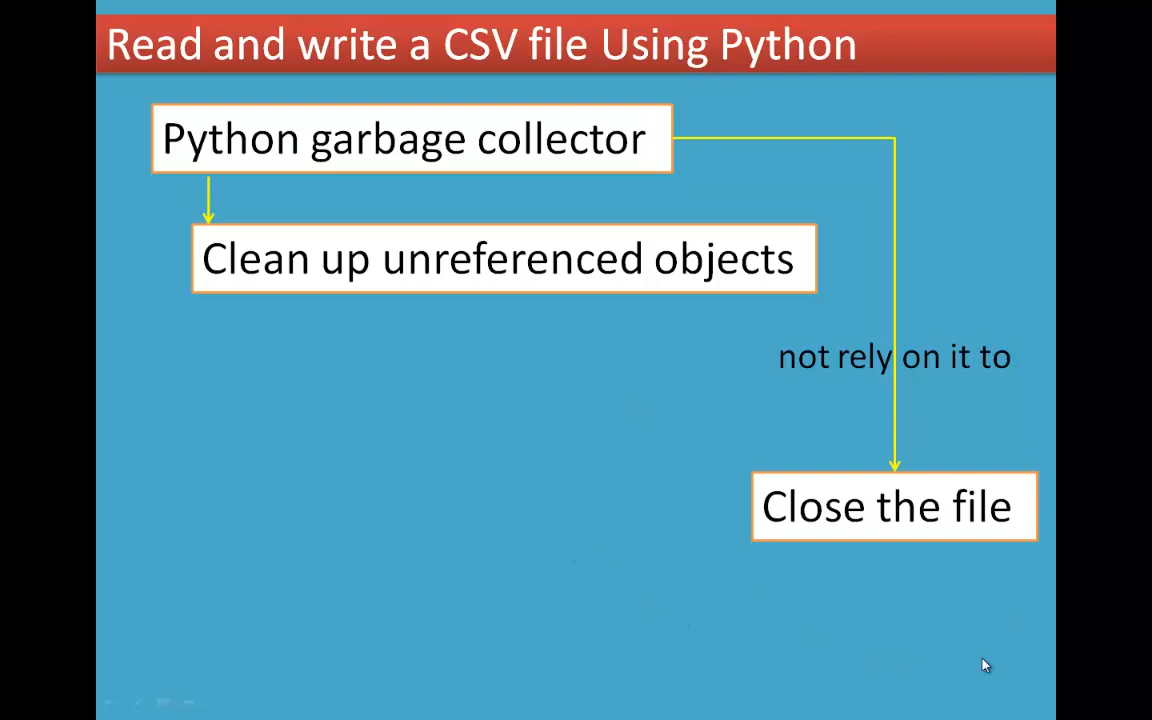 Read and write a CSV file Using Python
Python garbage collector
Clean up unreferenced objects
not rely on it to
Close the file